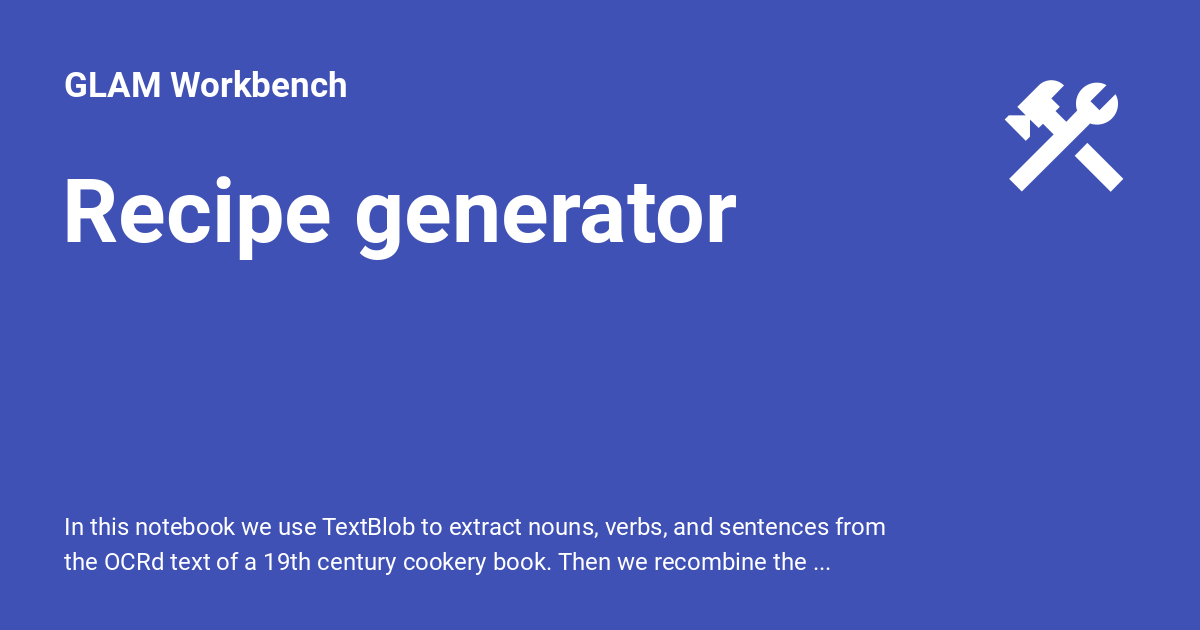 GLAM Workbench
Recipe generator
In this notebook we use TextBlob to extract nouns, verbs, and sentences from
the OCRd text of a 19th century cookery book. Then we recombine the ...